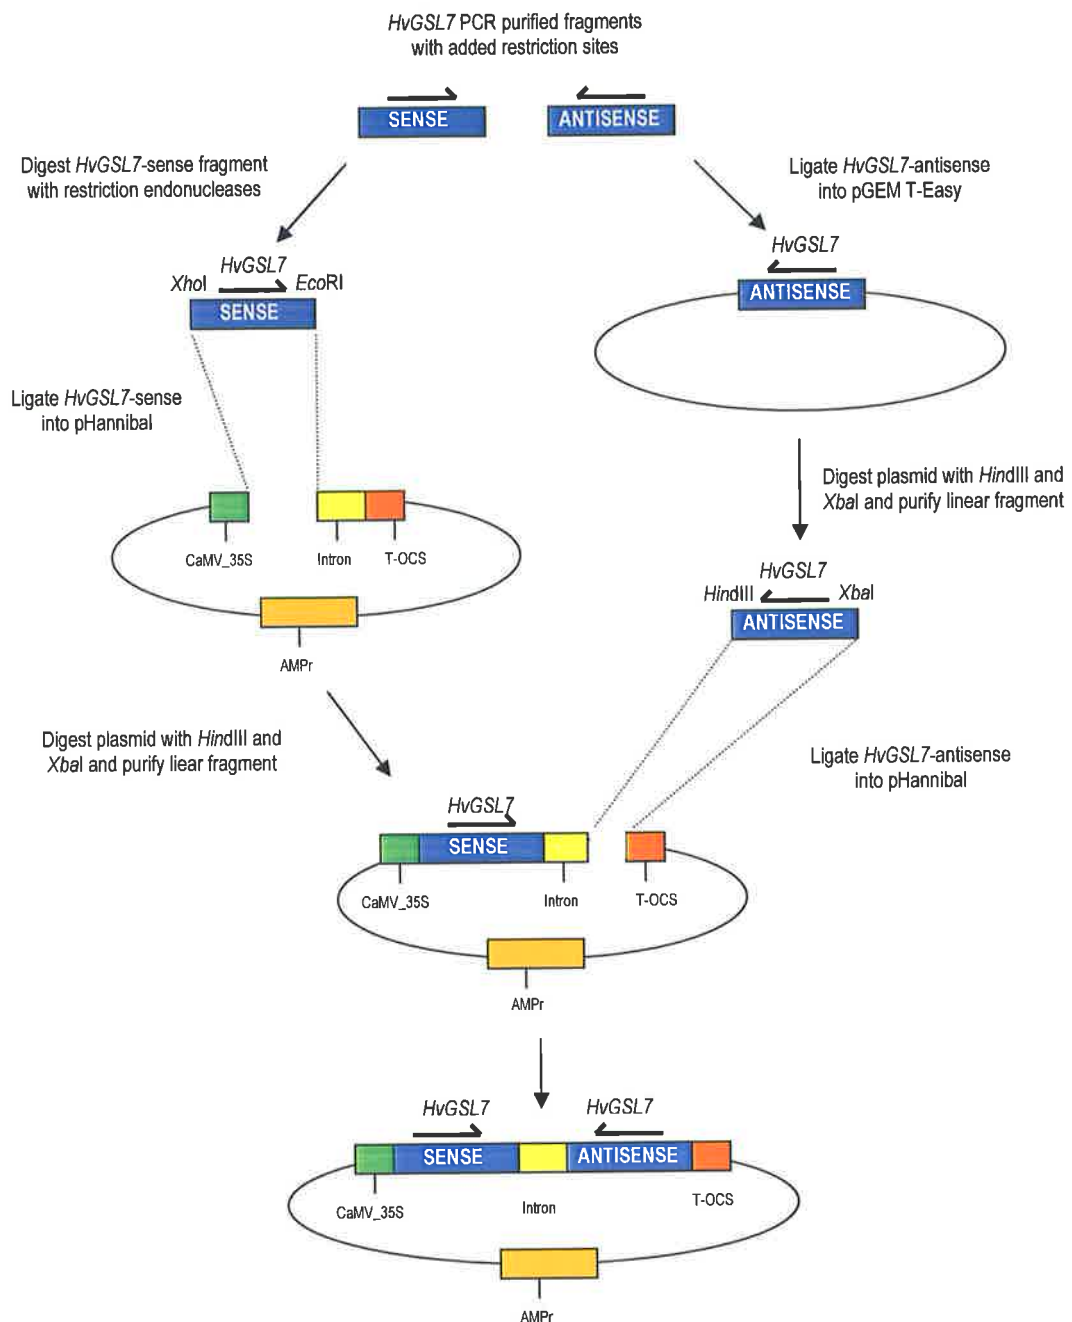 HvGSL7 PCR purified fragments
with added restriction sites
SENSE
ANTISENSE
Digest HvGSL7-sense fragment
with restriction endonucleases
Ligate HvGSL7-antisense
into pGEM T-Easy
XhoI
HvGSL7
EcoRI
SENSE
HvGSL7
ANTISENSE
Ligate HvGSL7-sense
into pHannibal
CaMV_35S
Intron
T-OCS
AMPr
Digest plasmid with HindIII and
XbaI and purify linear fragment
HindIII
HvGSL7
XbaI
ANTISENSE
Digest plasmid with HindIII and
XbaI and purify liear fragment
Ligate HvGSL7-antisense
into pHannibal
HvGSL7
SENSE
CaMV_35S
Intron
T-OCS
AMPr
HvGSL7
HvGSL7
SENSE
ANTISENSE
CaMV_35S
Intron
T-OCS
AMPr